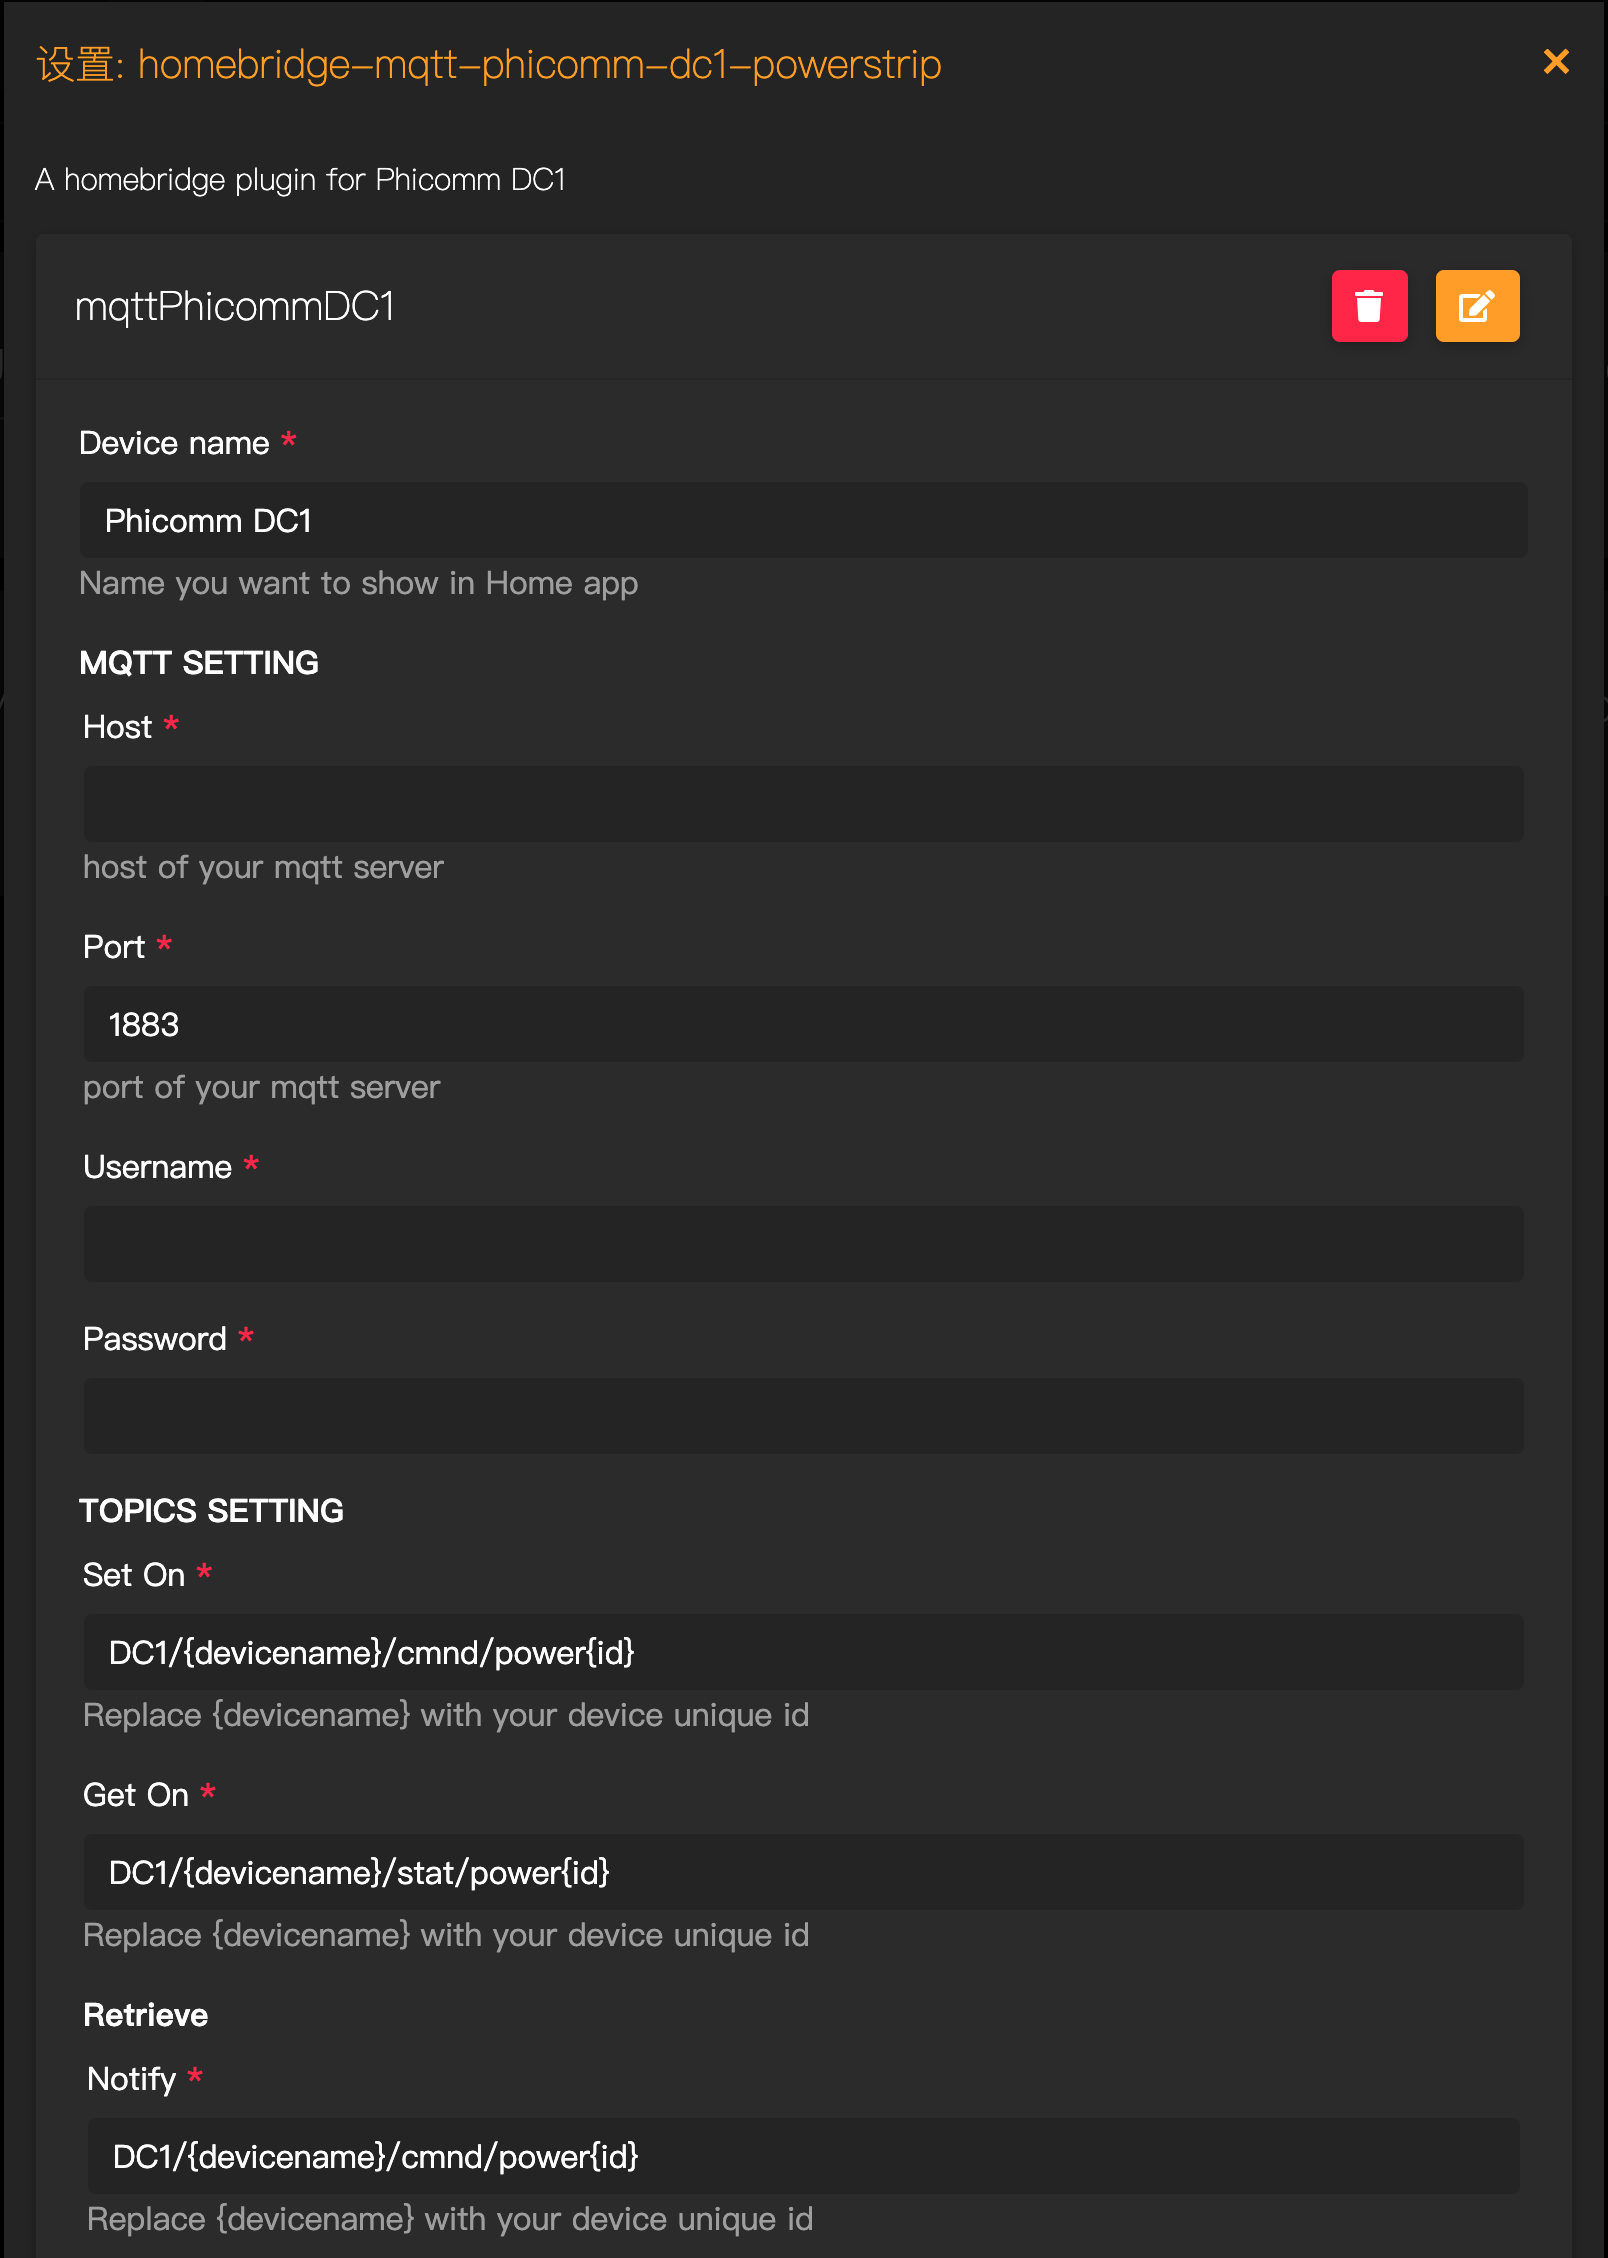 设置: homebridge-mqtt-phicomm-dc1-powerstrip
A homebridge plugin for Phicomm DC1
mqttPhicommDC1
Device name *
Phicomm DC1
Name you want to show in Home app
MQTT SETTING
Host *
host of your mqtt server
Port *
1883
port of your mqtt server
Username *
Password *
TOPICS SETTING
Set On *
DC1/{devicename}/cmnd/power{id}
Replace {devicename} with your device unique id
Get On *
DC1/{devicename}/stat/power{id}
Replace {devicename} with your device unique id
Retrieve
Notify *
DC1/{devicename}/cmnd/power{id}
Replace {devicename} with your device unique id